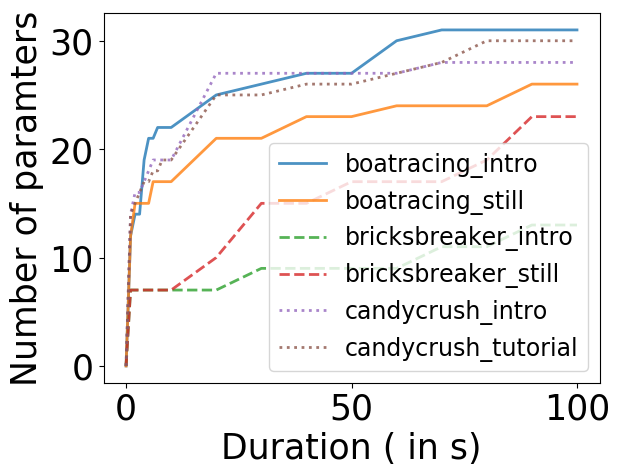 Number of paramters
30
20
10
0
boatracing_intro
boatracing_still
bricksbreaker_intro
bricksbreaker_still
candycrush_intro
candycrush_tutorial
0 50 100
Duration ( in s)